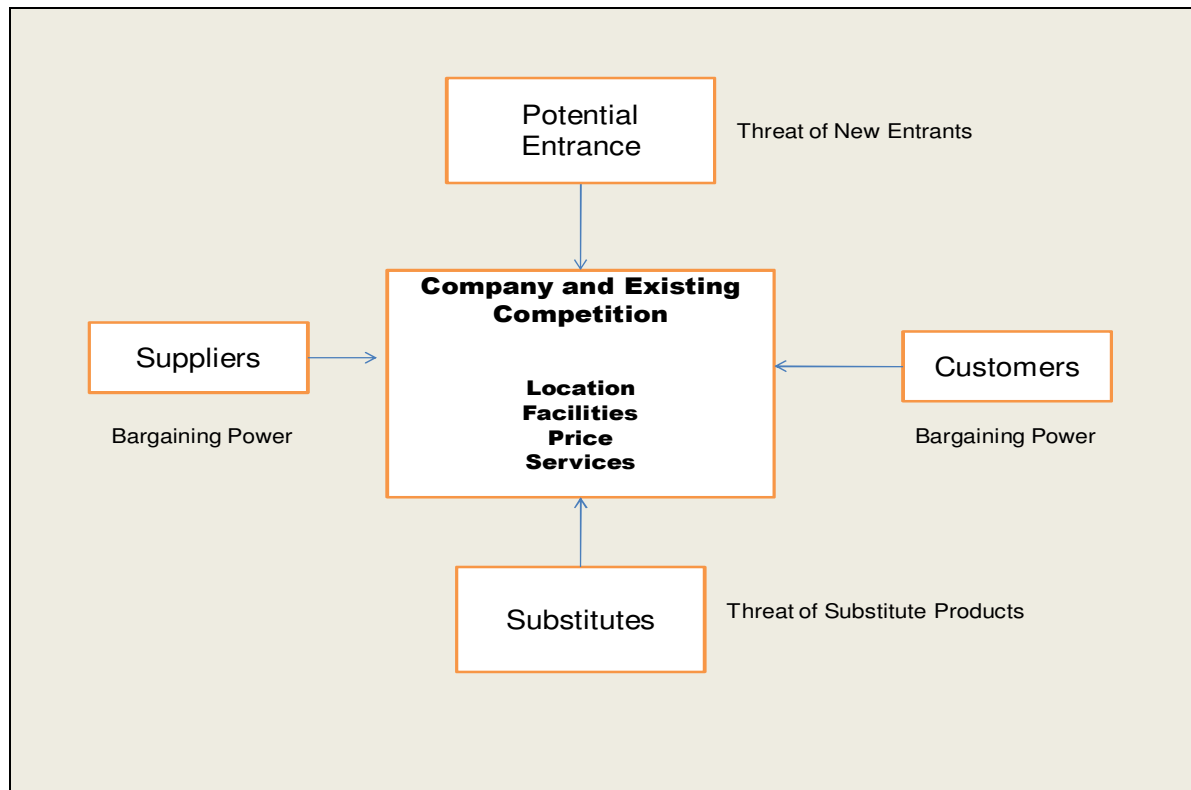 Potential
Entrance
Threat of New Entrants
Company and Existing
Competition
Location
Facilities
Price
Services
Suppliers
Bargaining Power
Customers
Bargaining Power
Substitutes
Threat of Substitute Products